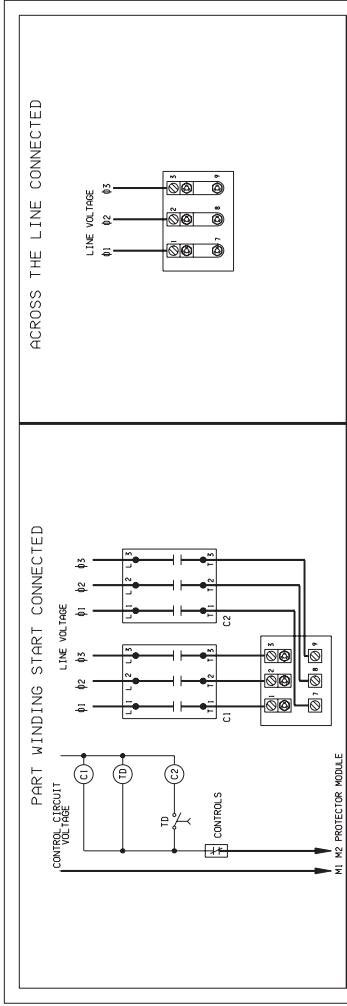 PART WINDING START CONNECTED
CONTROL CIRCUIT
VOLTAGE
C1
TD
C2
TD
CONTROLS
M1 M2 PROTECTOR MODULE
LINE VOLTAGE
Φ1 Φ2 Φ3 Φ1 Φ2 Φ3
L1 L2 L3 L1 L2 L3
T1 T2 T3 T1 T2 T3
C1 C2
1 2 3
7 8 9
ACROSS THE LINE CONNECTED
LINE VOLTAGE
Φ1 Φ2 Φ3
1 2 3
7 8 9